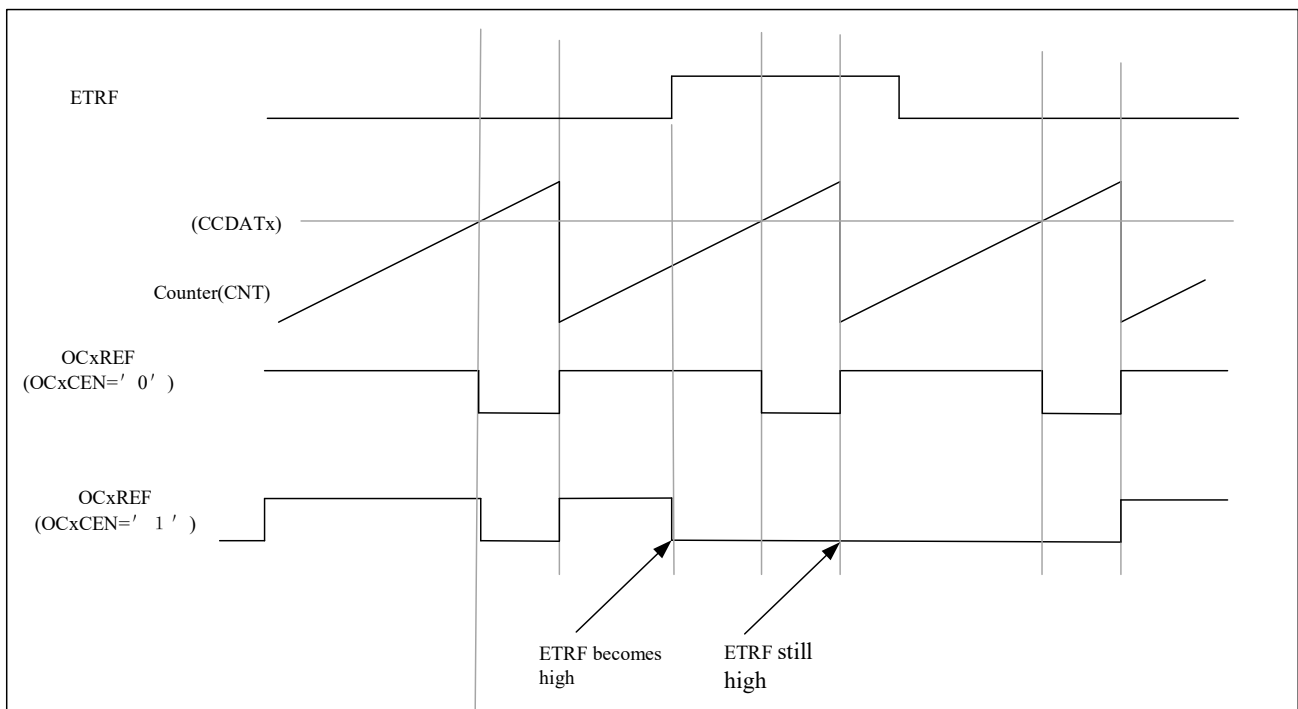 ETRF
(CCDATx)
Counter(CNT)
OCxREF
(OCxCEN=′ 0′ )
OCxREF
(OCxCEN=′ 1 ′ )
ETRF becomes
high
ETRF still
high